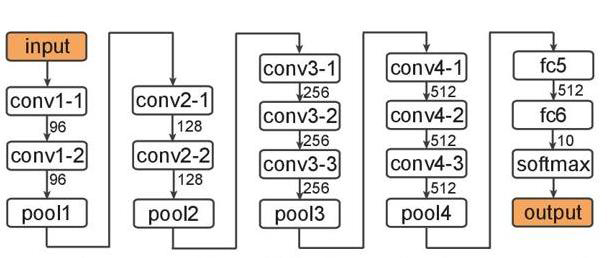 input
conv1-1
96
conv1-2
96
pool1
conv2-1
128
conv2-2
128
pool2
conv3-1
256
conv3-2
256
conv3-3
256
pool3
conv4-1
512
conv4-2
512
conv4-3
512
pool4
fc5
512
fc6
10
softmax
output